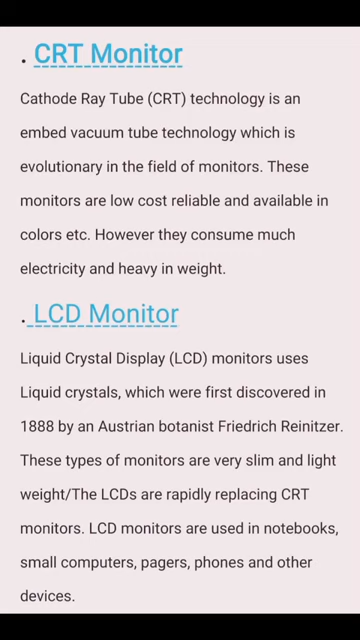 . CRT Monitor
Cathode Ray Tube (CRT) technology is an
embed vacuum tube technology which is
evolutionary in the field of monitors. These
monitors are low cost reliable and available in
colors etc. However they consume much
electricity and heavy in weight.
. LCD Monitor
Liquid Crystal Display (LCD) monitors uses
Liquid crystals, which were first discovered in
1888 by an Austrian botanist Friedrich Reinitzer.
These types of monitors are very slim and light
weight/The LCDs are rapidly replacing CRT
monitors. LCD monitors are used in notebooks,
small computers, pagers, phones and other
devices.